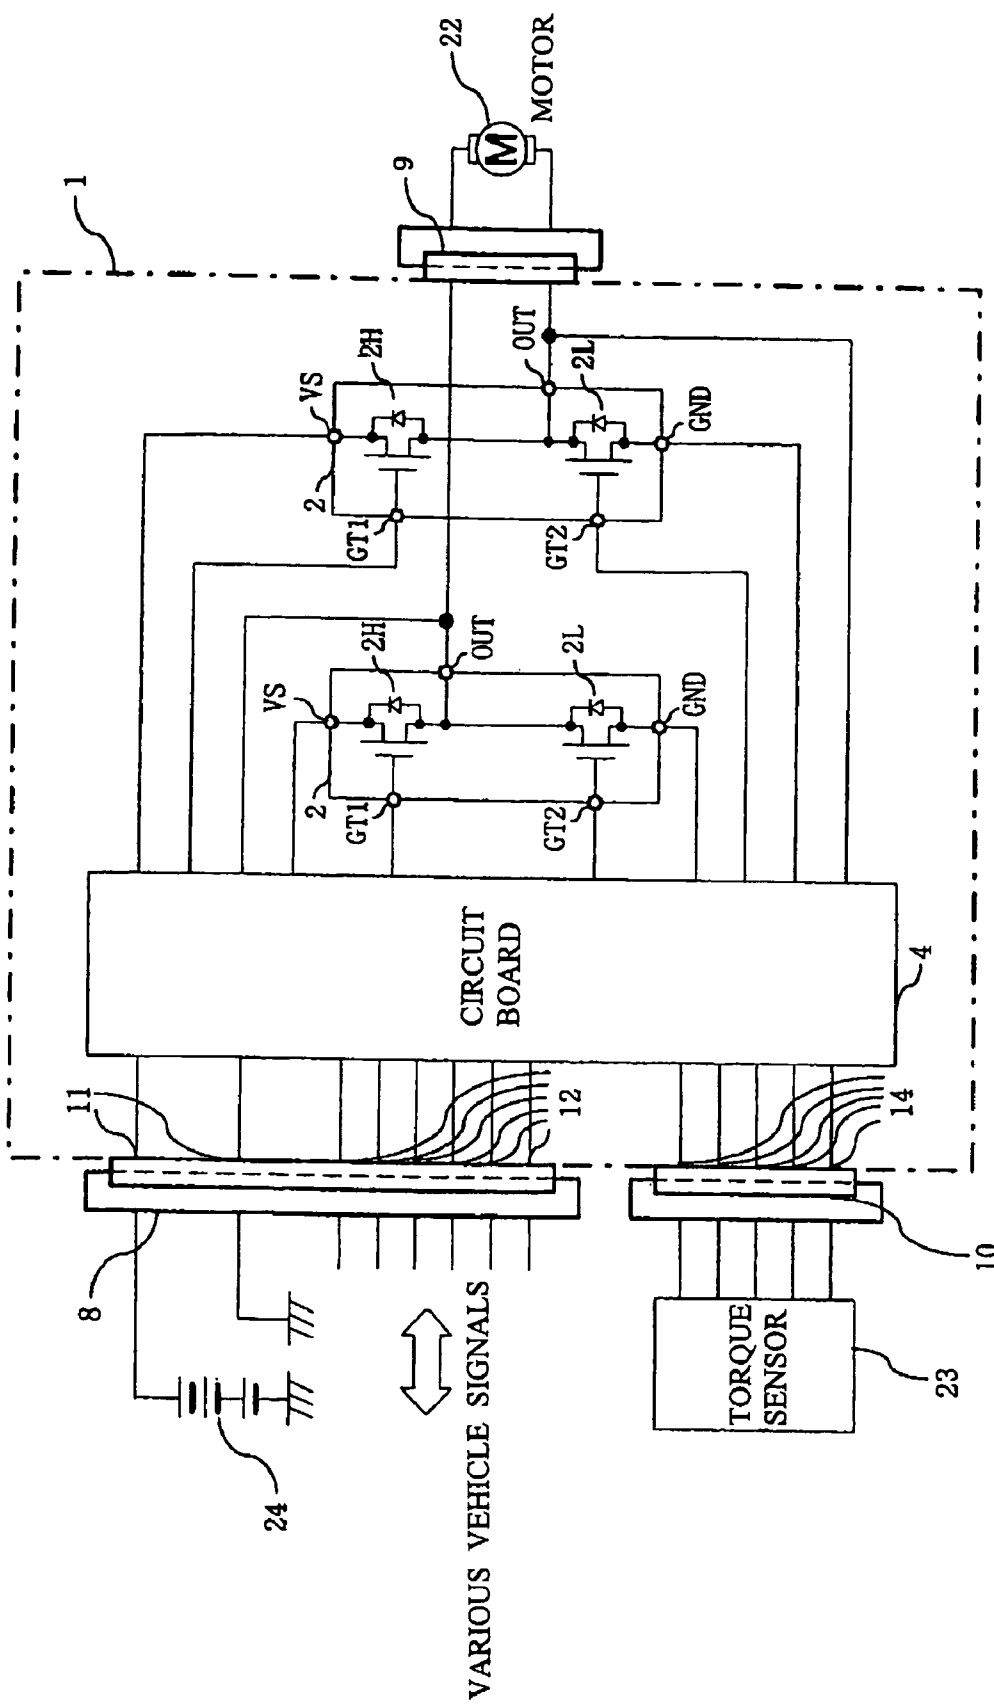 1
22
MOTOR
M
9
VS
2H
OUT
2
GT1
2L
GT2
GND
VS
2H
OUT
2
GT1
2L
GT2
GND
CIRCUIT
BOARD
4
11
12
14
8
10
24
VARIOUS VEHICLE SIGNALS
TORQUE
SENSOR
23